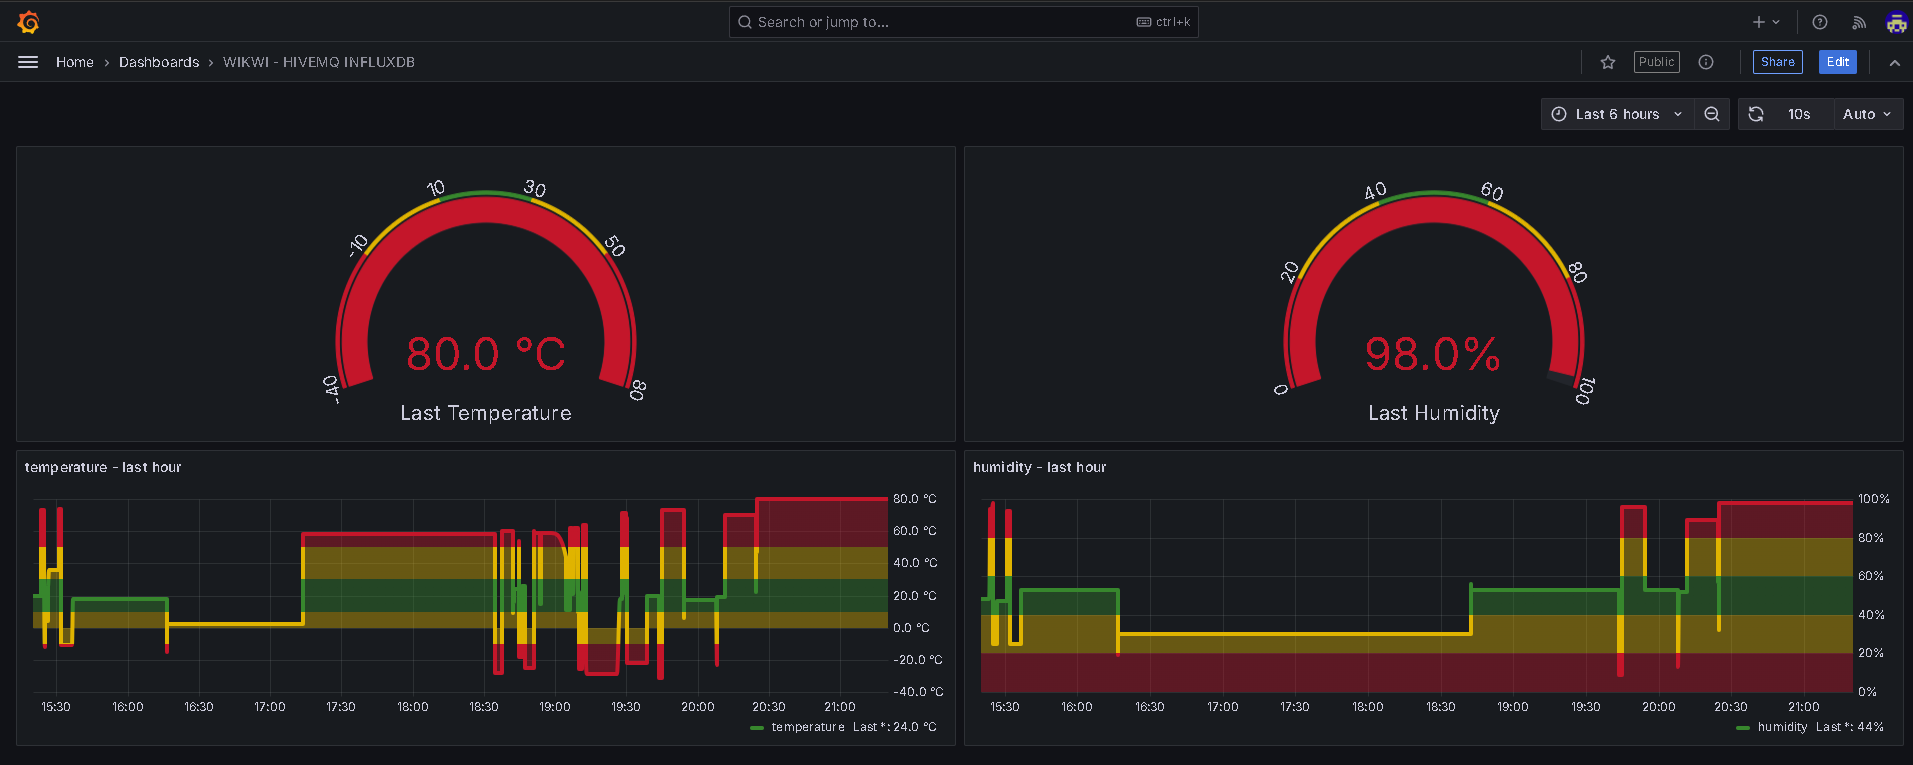 Search or jump to...
ctrl+k
Home › Dashboards › WIKWI - HIVEMQ INFLUXDB
Public
Share
Edit
Last 6 hours
10s
Auto
-40
-10
10
30
50
80
80.0 °C
Last Temperature
0
20
40
60
80
100
98.0%
Last Humidity
temperature - last hour
80.0 °C
60.0 °C
40.0 °C
20.0 °C
0.0 °C
-20.0 °C
-40.0 °C
15:30 16:00 16:30 17:00 17:30 18:00 18:30 19:00 19:30 20:00 20:30 21:00
temperature Last *: 24.0 °C
humidity - last hour
100%
80%
60%
40%
20%
0%
15:30 16:00 16:30 17:00 17:30 18:00 18:30 19:00 19:30 20:00 20:30 21:00
humidity Last *: 44%